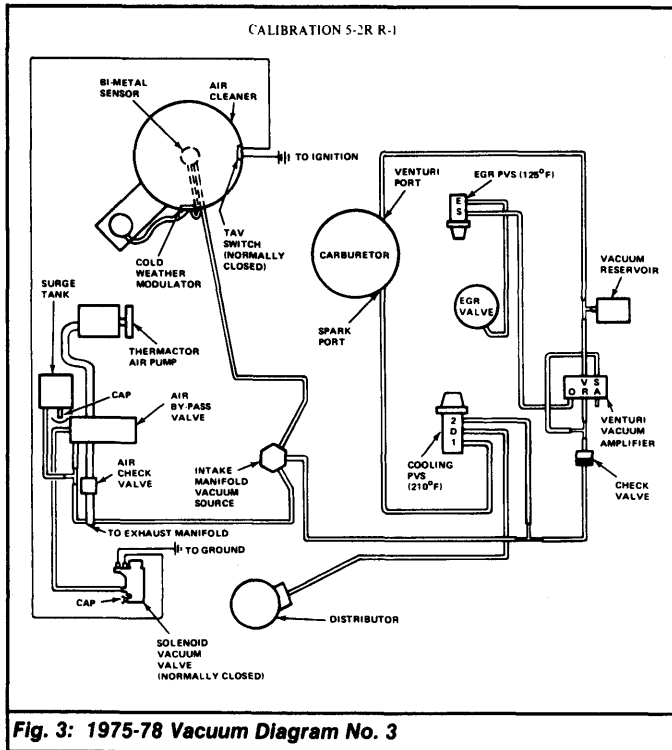 CALIBRATION 5-2R R-1
BI-METAL
SENSOR
AIR
CLEANER
TO IGNITION
VENTURI
PORT
EGR PVS (125°F)
E
S
TAV
SWITCH
(NORMALLY
CLOSED)
COLD
WEATHER
MODULATOR
CARBURETOR
VACUUM
RESERVOIR
SURGE
TANK
EGR
VALVE
SPARK
PORT
THERMACTOR
AIR PUMP
CAP
AIR
BY-PASS
VALVE
V S
O R A
VENTURI
VACUUM
AMPLIFIER
2
D
1
COOLING
PVS
(210°F)
AIR
CHECK
VALVE
INTAKE
MANIFOLD
VACUUM
SOURCE
CHECK
VALVE
TO EXHAUST MANIFOLD
TO GROUND
CAP
DISTRIBUTOR
SOLENOID
VACUUM
VALVE
(NORMALLY CLOSED)
Fig. 3: 1975-78 Vacuum Diagram No. 3